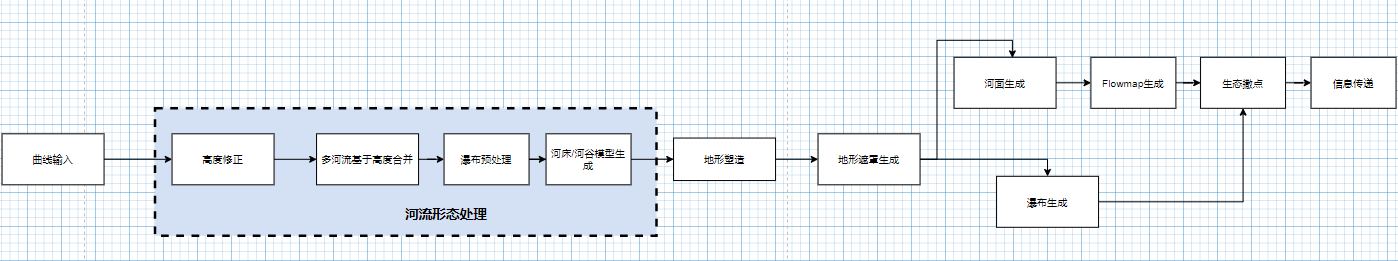 曲线输入
高度修正
多河流基于高度合并
瀑布预处理
河床/河谷模型生
成
河流形态处理
地形塑造
地形遮罩生成
河面生成
Flowmap生成
生态撒点
信息传递
瀑布生成